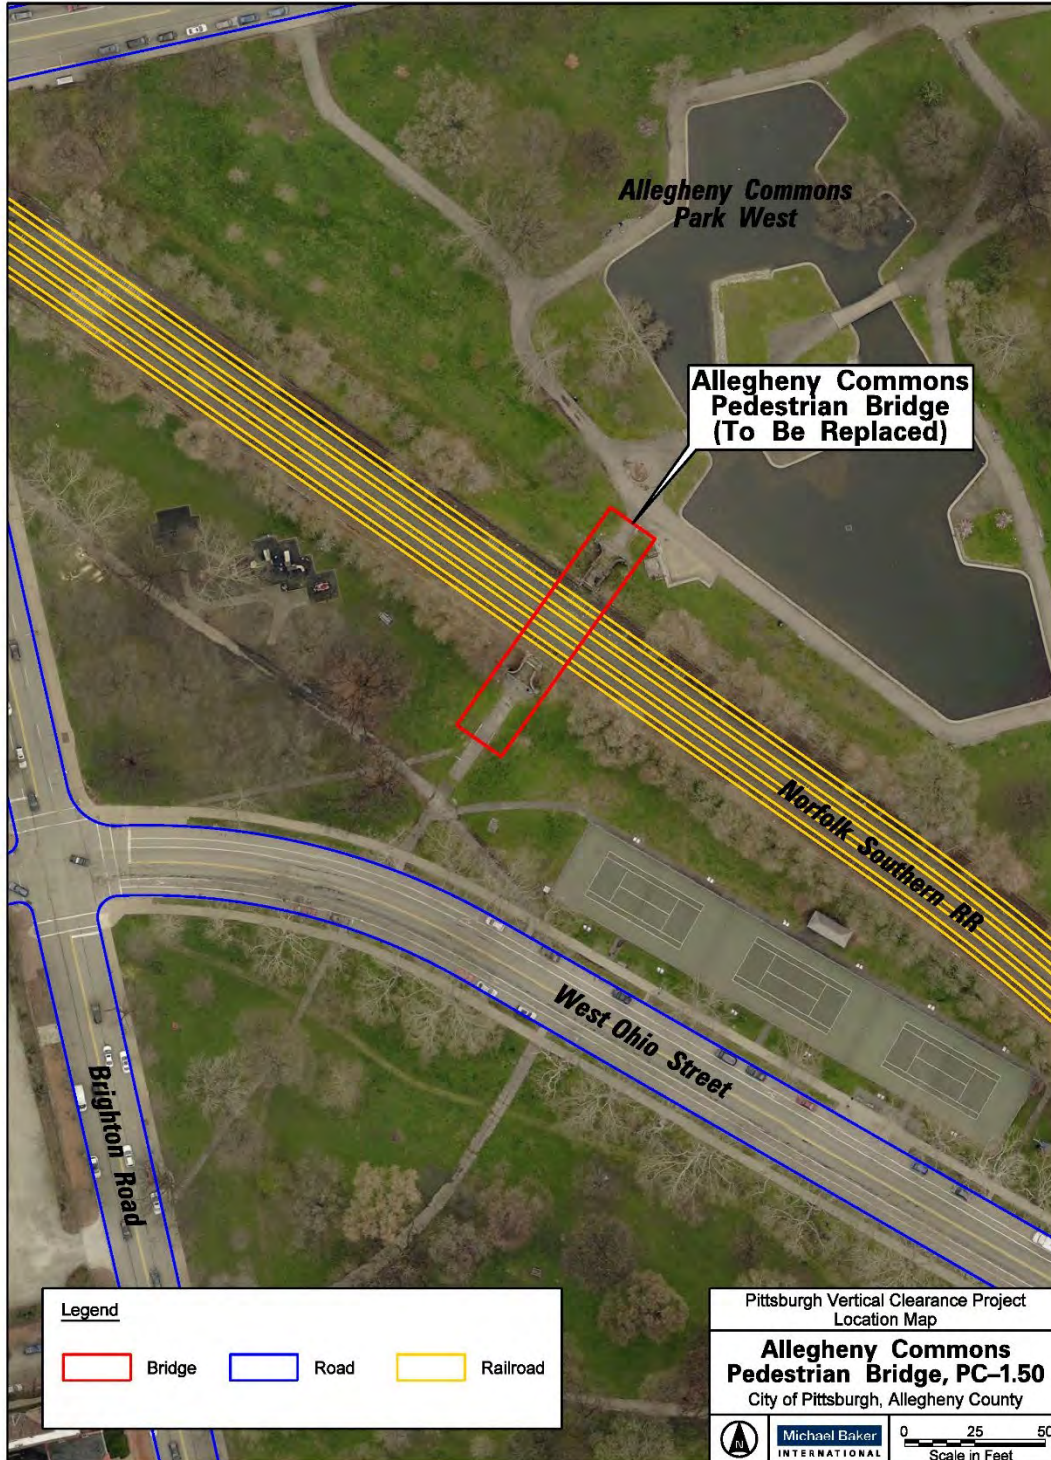 Allegheny Commons
Park West
Allegheny Commons
Pedestrian Bridge
(To Be Replaced)
Norfolk Southern RR
West Ohio Street
Brighton Road
Legend
Bridge
Road
Railroad
Pittsburgh Vertical Clearance Project
Location Map
Allegheny Commons
Pedestrian Bridge, PC-1.50
City of Pittsburgh, Allegheny County
N
Michael Baker
INTERNATIONAL
0 25 50
Scale in Feet